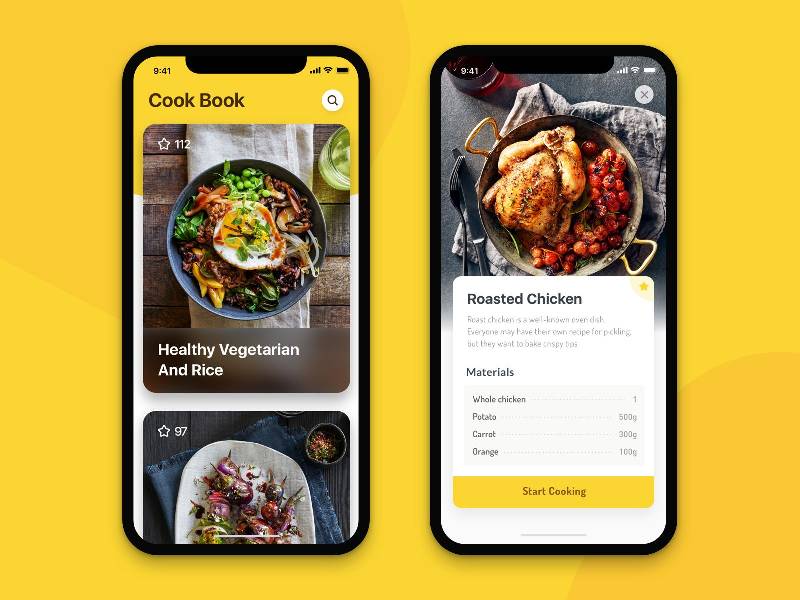 9:41
Cook Book
112
Healthy Vegetarian
And Rice
97
9:41
Roasted Chicken
Roast chicken is a well-known oven dish.
Everyone may have their own recipe for pickling,
but they want to bake crispy tips
Materials
Whole chicken 1
Potato 500g
Carrot 300g
Orange 100g
Start Cooking